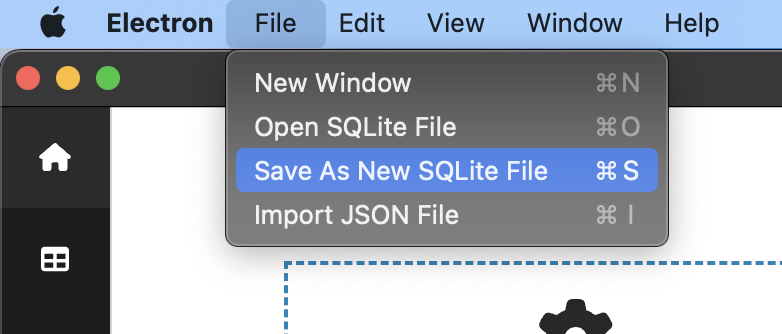 Electron File Edit View Window Help
New Window ⌘N
Open SQLite File ⌘O
Save As New SQLite File ⌘S
Import JSON File ⌘I